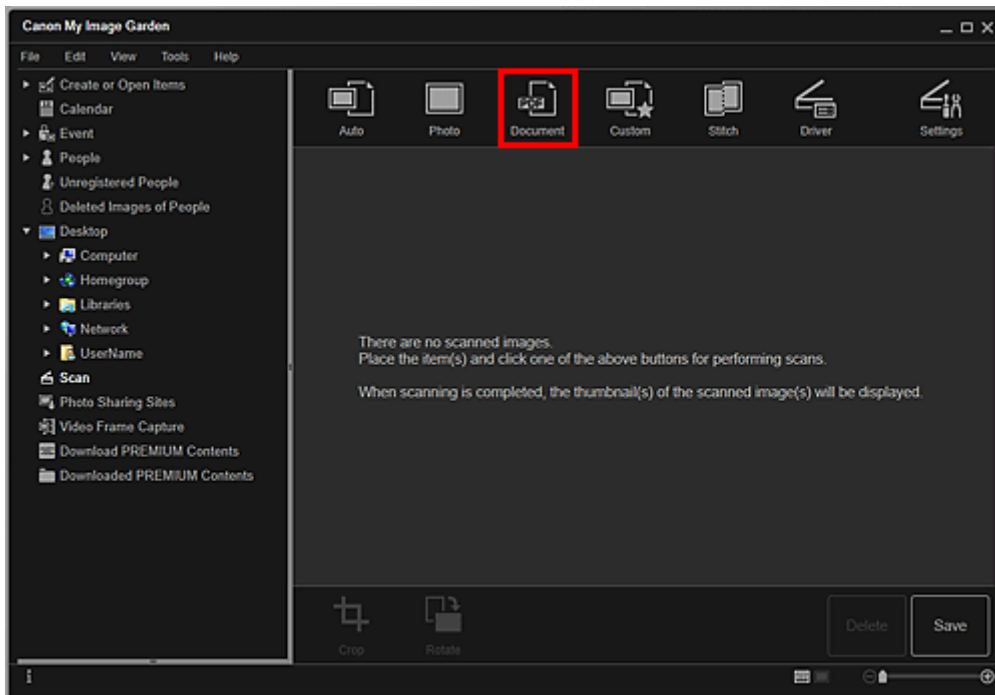 Canon My Image Garden
File Edit View Tools Help
Create or Open Items
Calendar
Event
People
Unregistered People
Deleted Images of People
Desktop
Computer
Homegroup
Libraries
Network
UserName
Scan
Photo Sharing Sites
Video Frame Capture
Download PREMIUM Contents
Downloaded PREMIUM Contents
PDF
Auto Photo Document Custom Stitch Driver Settings
There are no scanned images.
Place the item(s) and click one of the above buttons for performing scans.
When scanning is completed, the thumbnail(s) of the scanned image(s) will be displayed.
Crop Rotate Delete Save